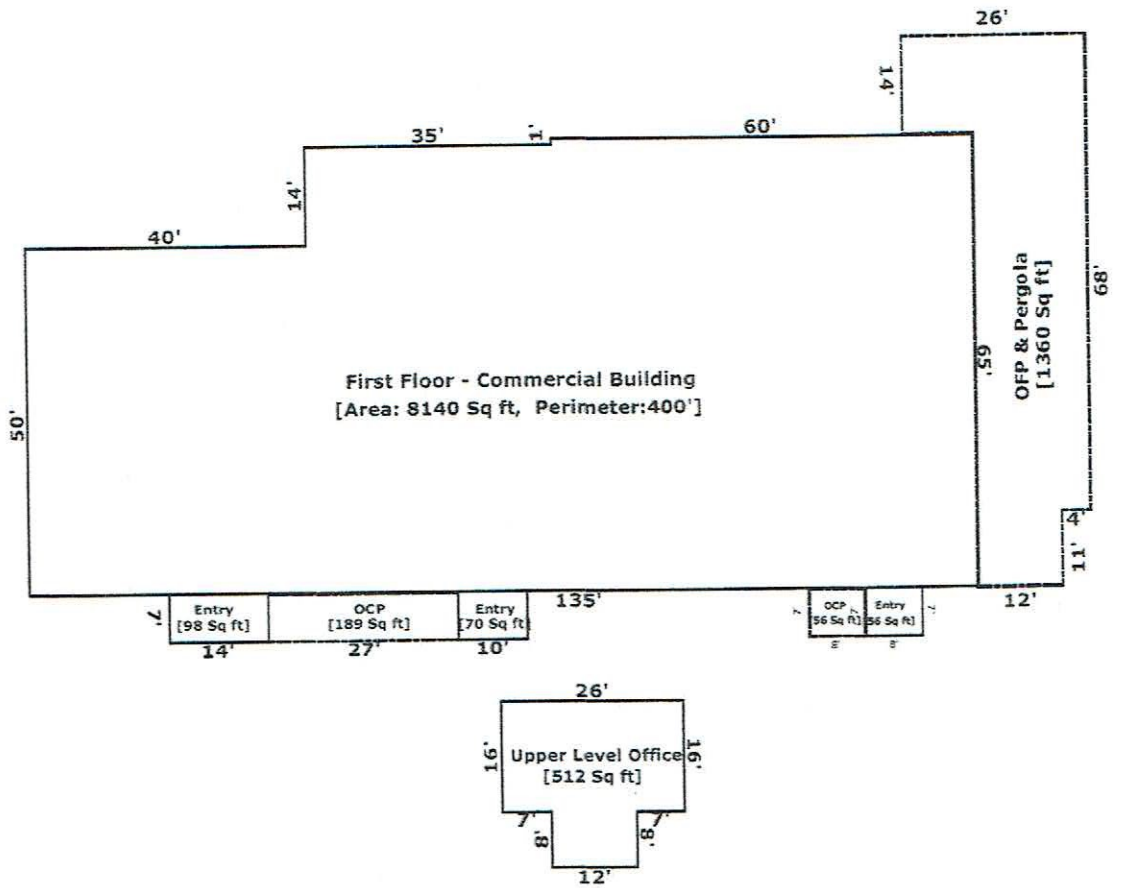 26'
14'
35'
1'
60'
14'
40'
68'
OFP & Pergola
[1360 Sq ft]
65'
First Floor - Commercial Building
[Area: 8140 Sq ft, Perimeter:400']
50'
4'
11'
12'
135'
7'
Entry
[98 Sq ft]
OCP
[189 Sq ft]
Entry
[70 Sq ft]
7'
OCP
[56 Sq ft]
7'
Entry
[56 Sq ft]
7'
14'
27'
10'
8'
8'
26'
16'
Upper Level Office
[512 Sq ft]
16'
7'
7'
8'
8'
12'